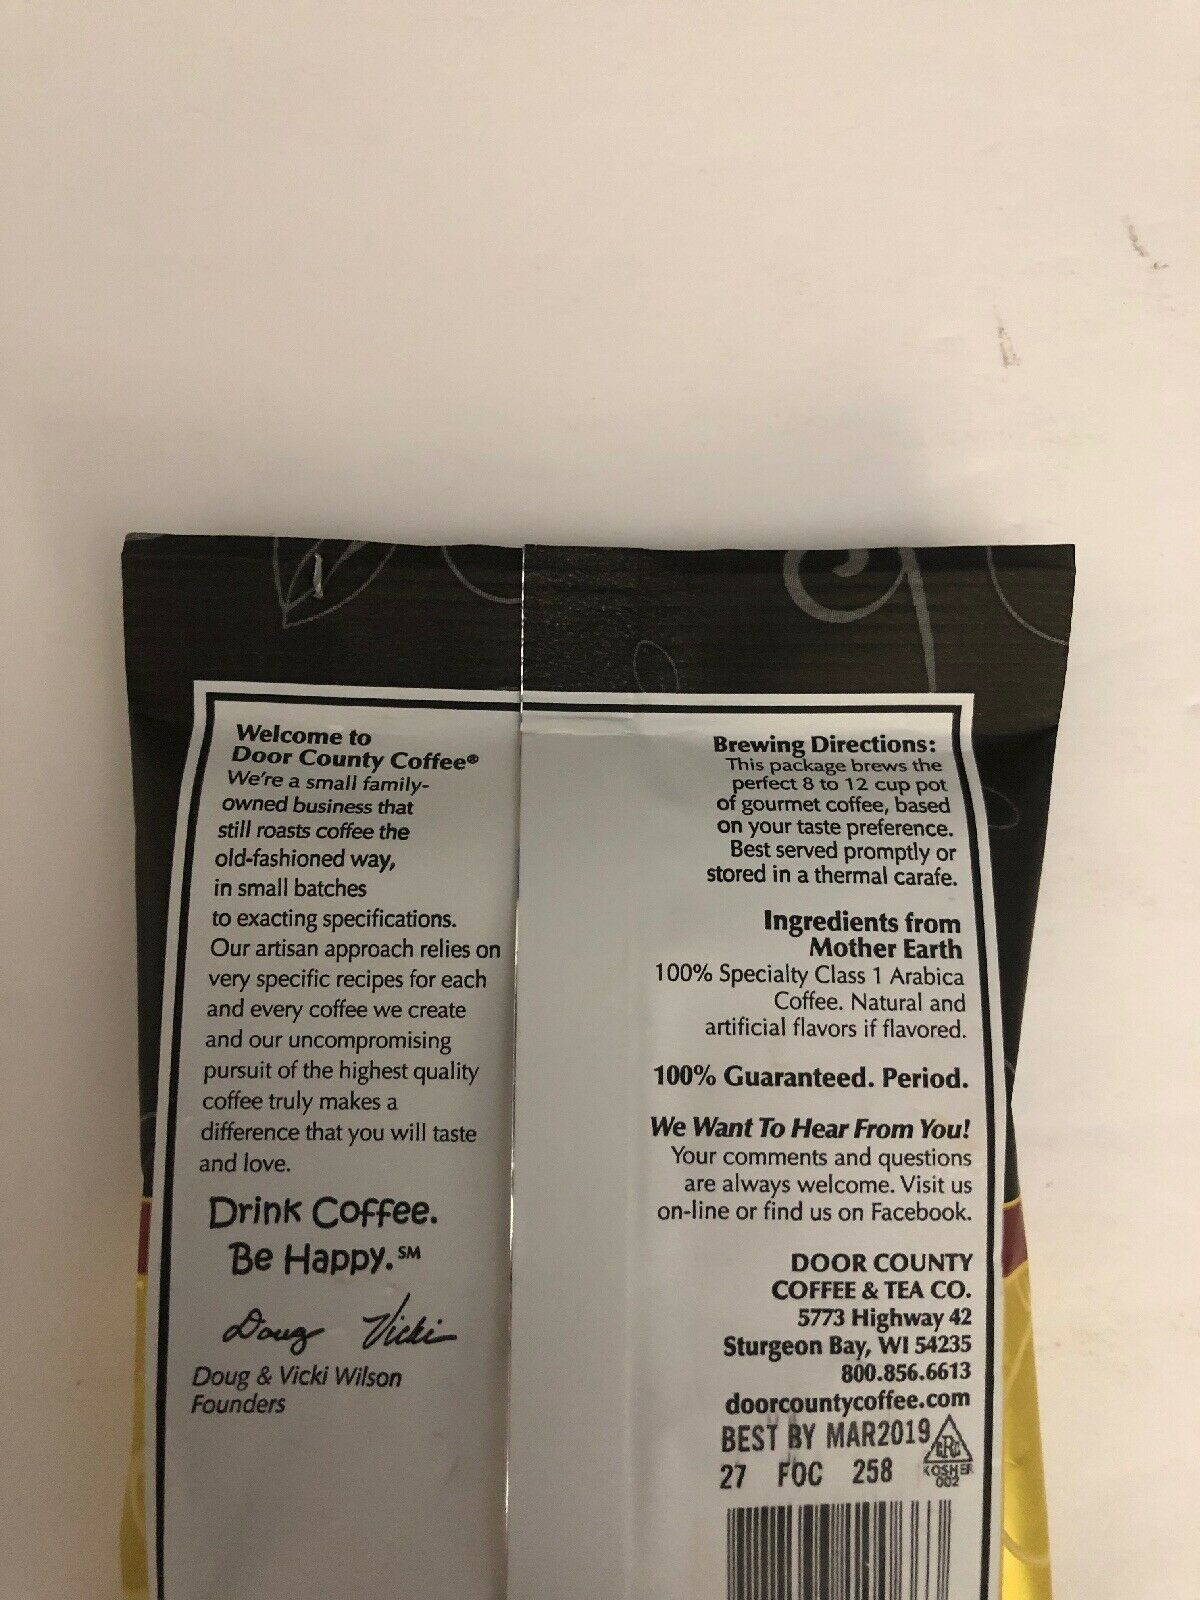 Welcome to
Door County Coffee®
We're a small family-
owned business that
still roasts coffee the
old-fashioned way,
in small batches
to exacting specifications.
Our artisan approach relies on
very specific recipes for each
and every coffee we create
and our uncompromising
pursuit of the highest quality
coffee truly makes a
difference that you will taste
and love.
Drink Coffee.
Be Happy.℠
Doug Vicki
Doug & Vicki Wilson
Founders
Brewing Directions:
This package brews the
perfect 8 to 12 cup pot
of gourmet coffee, based
on your taste preference.
Best served promptly or
stored in a thermal carafe.
Ingredients from
Mother Earth
100% Specialty Class 1 Arabica
Coffee. Natural and
artificial flavors if flavored.
100% Guaranteed. Period.
We Want To Hear From You!
Your comments and questions
are always welcome. Visit us
on-line or find us on Facebook.
DOOR COUNTY
COFFEE & TEA CO.
5773 Highway 42
Sturgeon Bay, WI 54235
800.856.6613
doorcountycoffee.com
BEST BY MAR2019
27 FOC 258
KOSHER
002